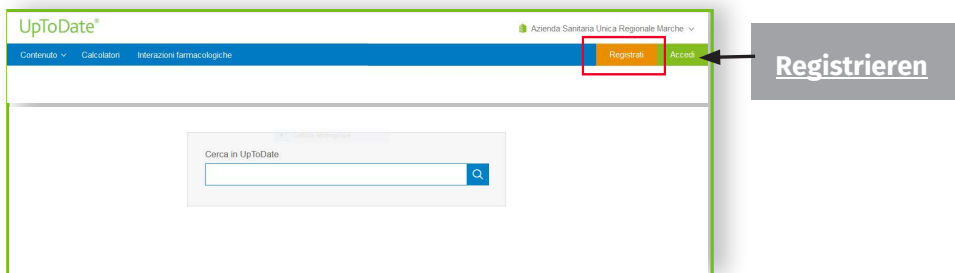 UpToDate®
Azienda Sanitaria Unica Regionale Marche
Contenuto Calcolatori Interazioni farmacologiche Registrati Accedi
Registrieren
Cerca in UpToDate